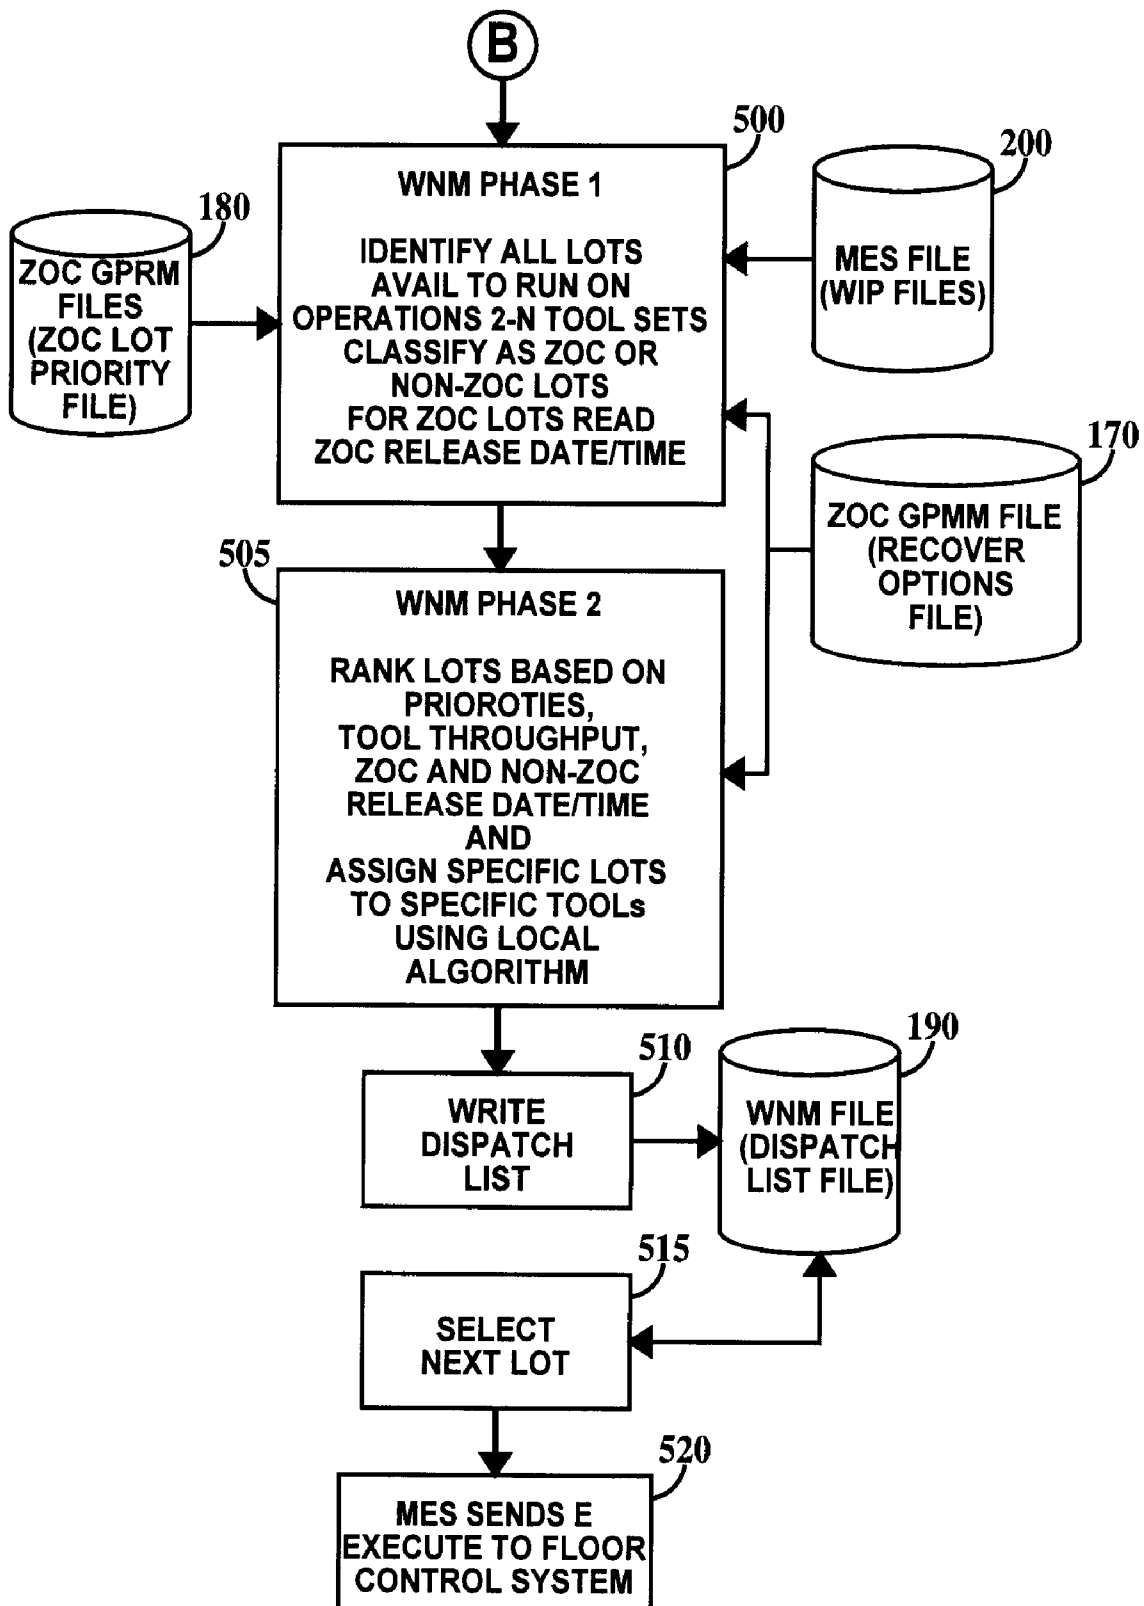 B
500
WNM PHASE 1
IDENTIFY ALL LOTS
AVAIL TO RUN ON
OPERATIONS 2-N TOOL SETS
CLASSIFY AS ZOC OR
NON-ZOC LOTS
FOR ZOC LOTS READ
ZOC RELEASE DATE/TIME
200
MES FILE
(WIP FILES)
180
ZOC GPRM
FILES
(ZOC LOT
PRIORITY
FILE)
170
ZOC GPMM FILE
(RECOVER
OPTIONS
FILE)
505
WNM PHASE 2
RANK LOTS BASED ON
PRIOROTIES,
TOOL THROUGHPUT,
ZOC AND NON-ZOC
RELEASE DATE/TIME
AND
ASSIGN SPECIFIC LOTS
TO SPECIFIC TOOLs
USING LOCAL
ALGORITHM
510
WRITE
DISPATCH
LIST
190
WNM FILE
(DISPATCH
LIST FILE)
515
SELECT
NEXT LOT
520
MES SENDS E
EXECUTE TO FLOOR
CONTROL SYSTEM